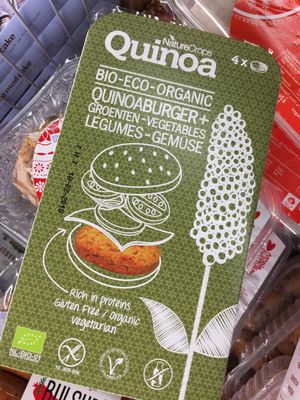 NatureCrops
Quinoa
4x
BIO-ECO-ORGANIC
QUINOABURGER+
GROENTEN-VEGETABLES
LÉGUMES-GEMUSE
Rich in proteins
Gluten Free / organic
Vegetarian
NL-BIO-01